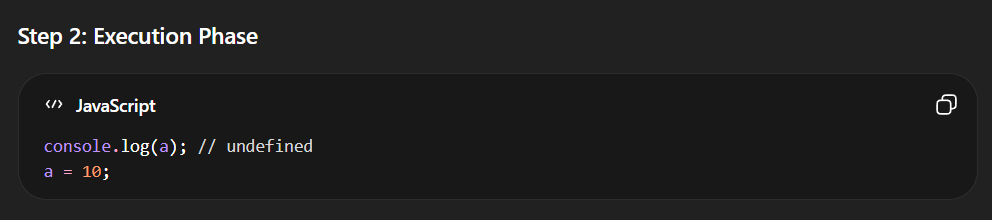 Step 2: Execution Phase
JavaScript
console.log(a); // undefined
a = 10;